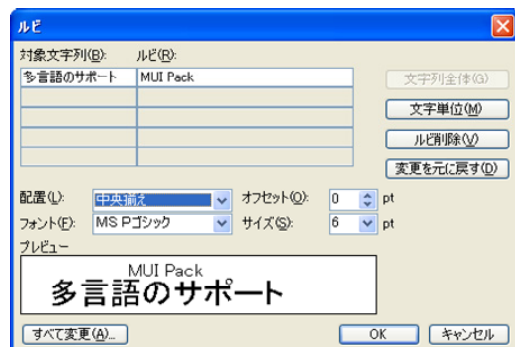 ルビ
対象文字列(B): ルビ(R):
多言語のサポート MUI Pack
文字列全体(G)
文字単位(M)
ルビ削除(V)
変更を元に戻す(D)
配置(L): 中央揃え オフセット(O): 0 pt
フォント(F): MS Pゴシック サイズ(S): 6 pt
プレビュー
MUI Pack
多言語のサポート
すべて変更(A)... OK キャンセル